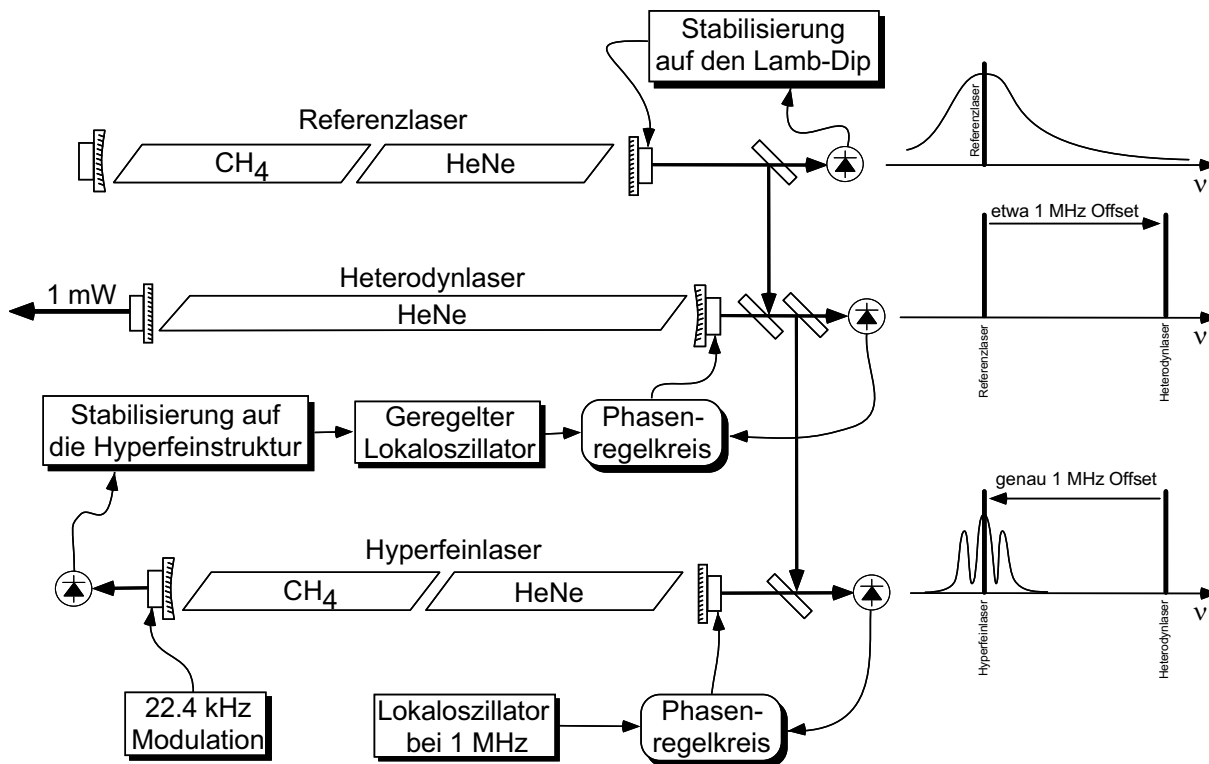 Stabilisierung
auf den Lamb-Dip
Referenzlaser
CH4
HeNe
Referenzlaser
ν
etwa 1 MHz Offset
Heterodynlaser
1 mW
HeNe
ν
Referenzlaser
Heterodynlaser
Stabilisierung auf
die Hyperfeinstruktur
Geregelter
Lokaloszillator
Phasen-
regelkreis
genau 1 MHz Offset
Hyperfeinlaser
CH4
HeNe
ν
Hyperfeinlaser
Heterodynlaser
22.4 kHz
Modulation
Lokaloszillator
bei 1 MHz
Phasen-
regelkreis